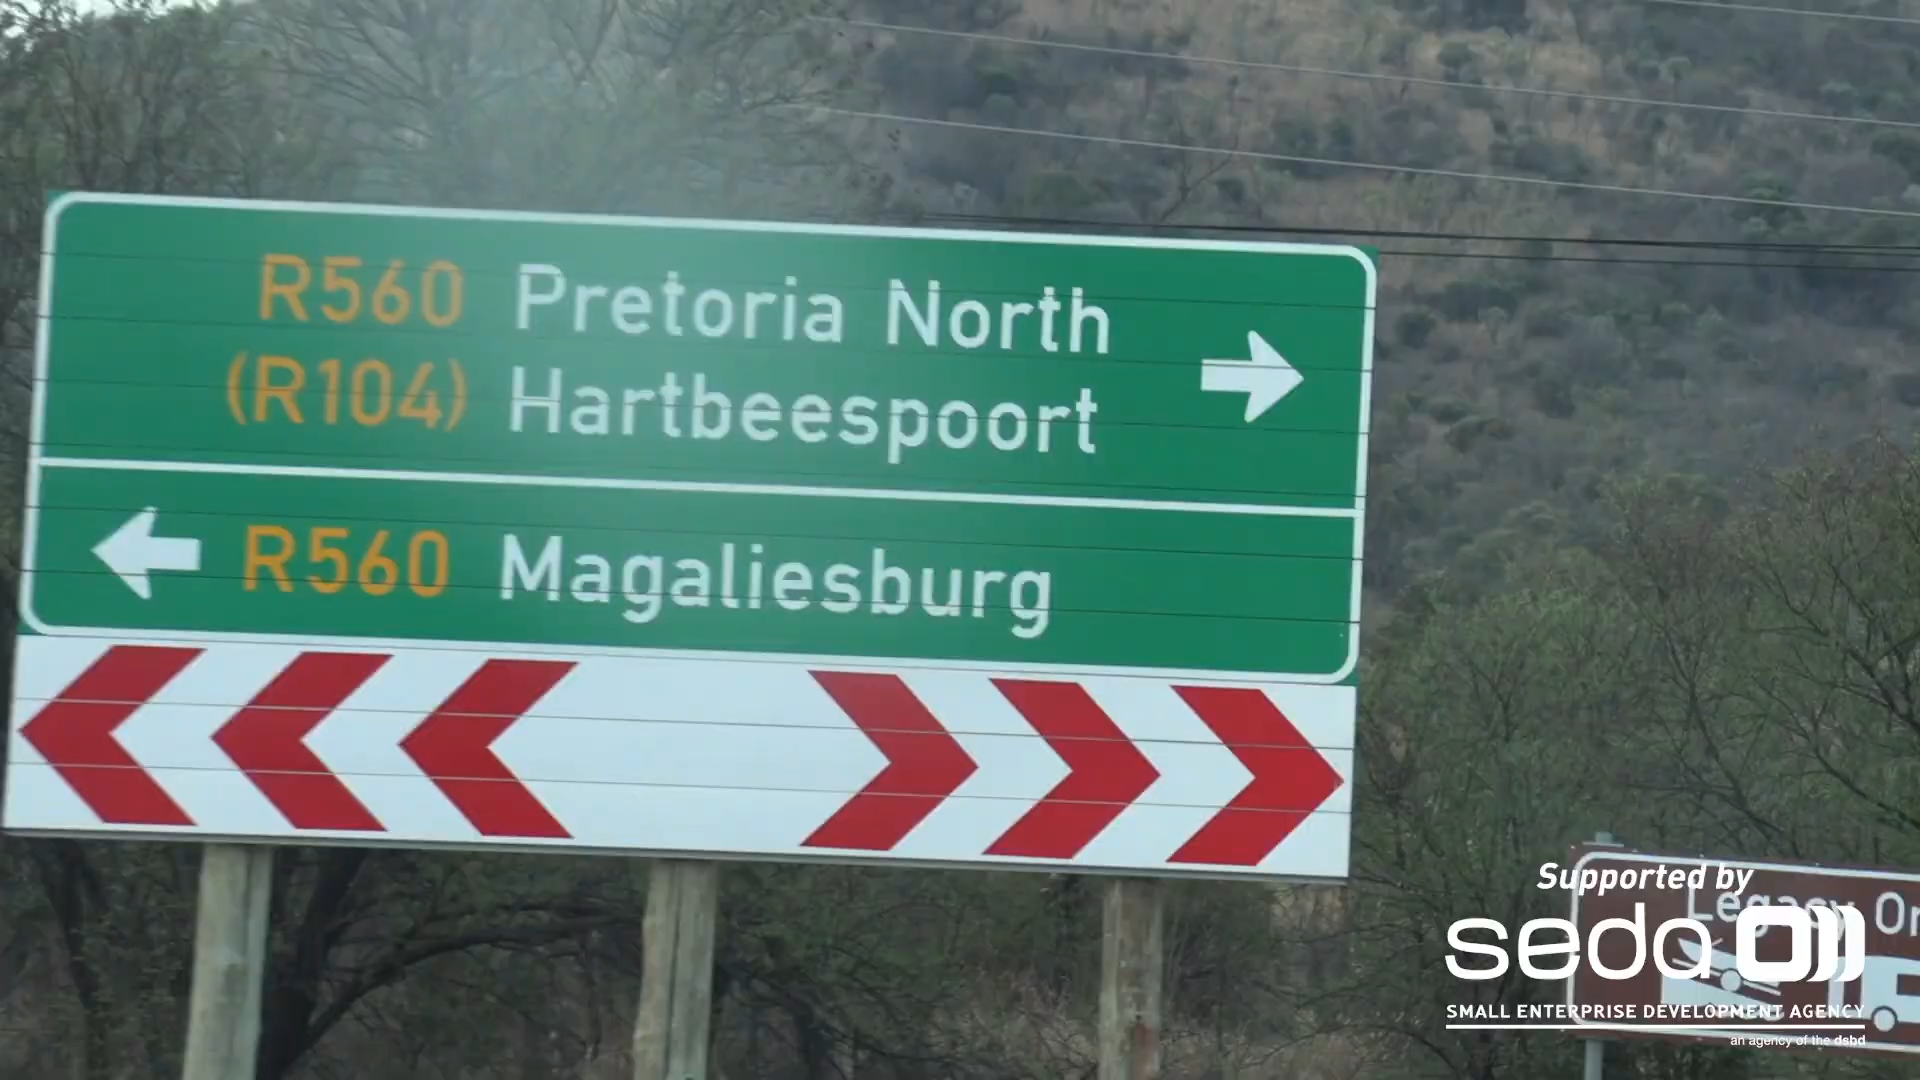 R560 Pretoria North
(R104) Hartbeespoort
R560 Magaliesburg
Supported by
Legacy
seda
SMALL ENTERPRISE DEVELOPMENT AGENCY
an agency of the dsbd